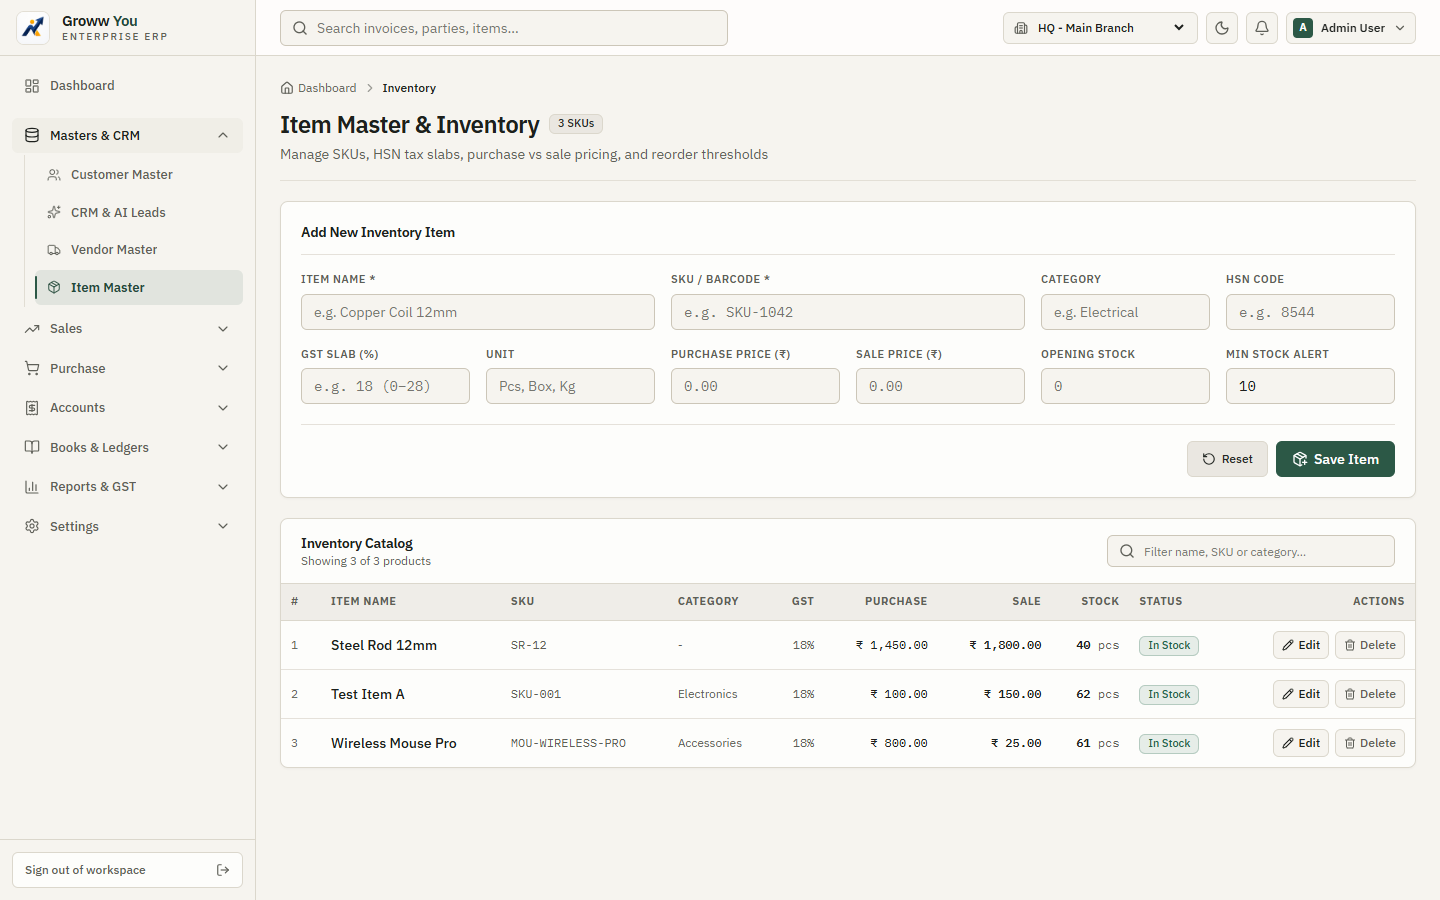 Groww You
ENTERPRISE ERP
Search invoices, parties, items...
HQ - Main Branch
A
Admin User
Dashboard
Masters & CRM
Customer Master
CRM & AI Leads
Vendor Master
Item Master
Sales
Purchase
Accounts
Books & Ledgers
Reports & GST
Settings
Sign out of workspace
Dashboard > Inventory
Item Master & Inventory 3 SKUs
Manage SKUs, HSN tax slabs, purchase vs sale pricing, and reorder thresholds
Add New Inventory Item
ITEM NAME * SKU / BARCODE * CATEGORY HSN CODE
e.g. Copper Coil 12mm e.g. SKU-1042 e.g. Electrical e.g. 8544
GST SLAB (%) UNIT PURCHASE PRICE (₹) SALE PRICE (₹) OPENING STOCK MIN STOCK ALERT
e.g. 18 (0–28) Pcs, Box, Kg 0.00 0.00 0 10
Reset Save Item
Inventory Catalog
Showing 3 of 3 products
Filter name, SKU or category...
# ITEM NAME SKU CATEGORY GST PURCHASE SALE STOCK STATUS ACTIONS
1 Steel Rod 12mm SR-12 - 18% ₹ 1,450.00 ₹ 1,800.00 40 pcs In Stock Edit Delete
2 Test Item A SKU-001 Electronics 18% ₹ 100.00 ₹ 150.00 62 pcs In Stock Edit Delete
3 Wireless Mouse Pro MOU-WIRELESS-PRO Accessories 18% ₹ 800.00 ₹ 25.00 61 pcs In Stock Edit Delete